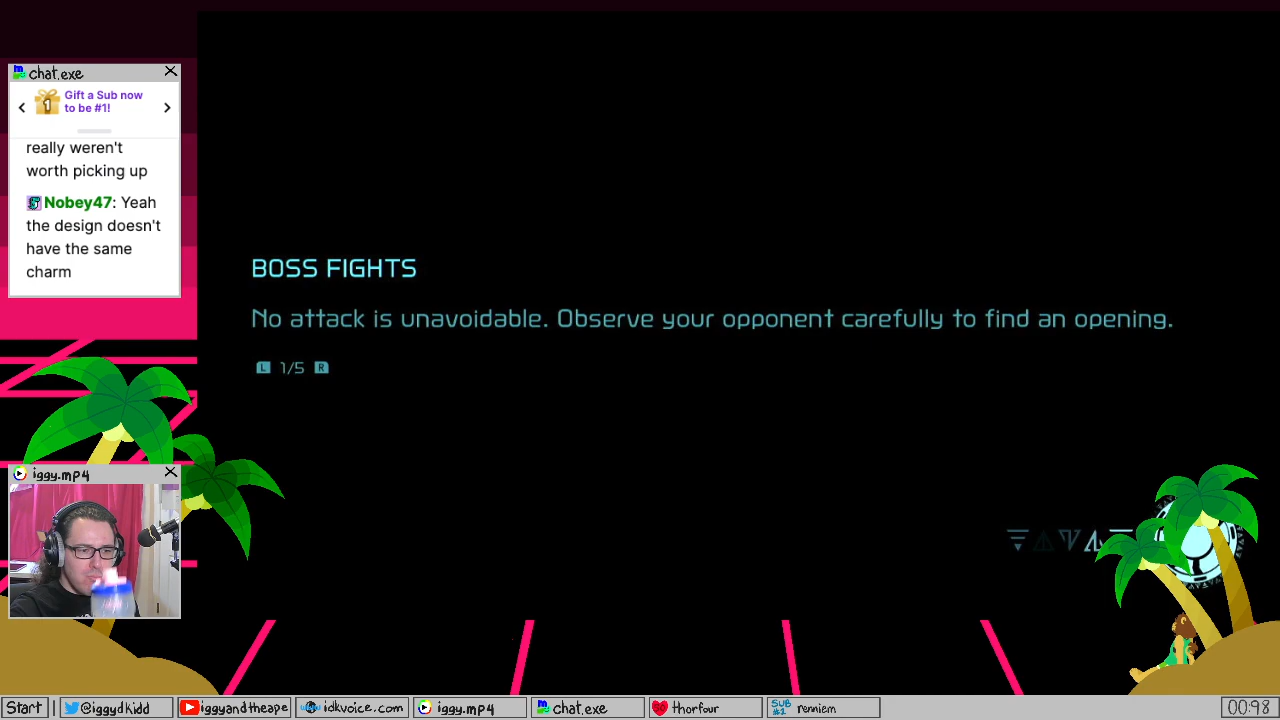 chat.exe
Gift a Sub now
to be #1!
1
really weren't
worth picking up
Nobey47: Yeah
the design doesn't
have the same
charm
BOSS FIGHTS
No attack is unavoidable. Observe your opponent carefully to find an opening.
L 1/5 R
iggy.mp4
Start | @iggydkidd iggyandtheape idkvoice.com iggy.mp4 chat.exe thorfour SUB #1 renniem 00:98